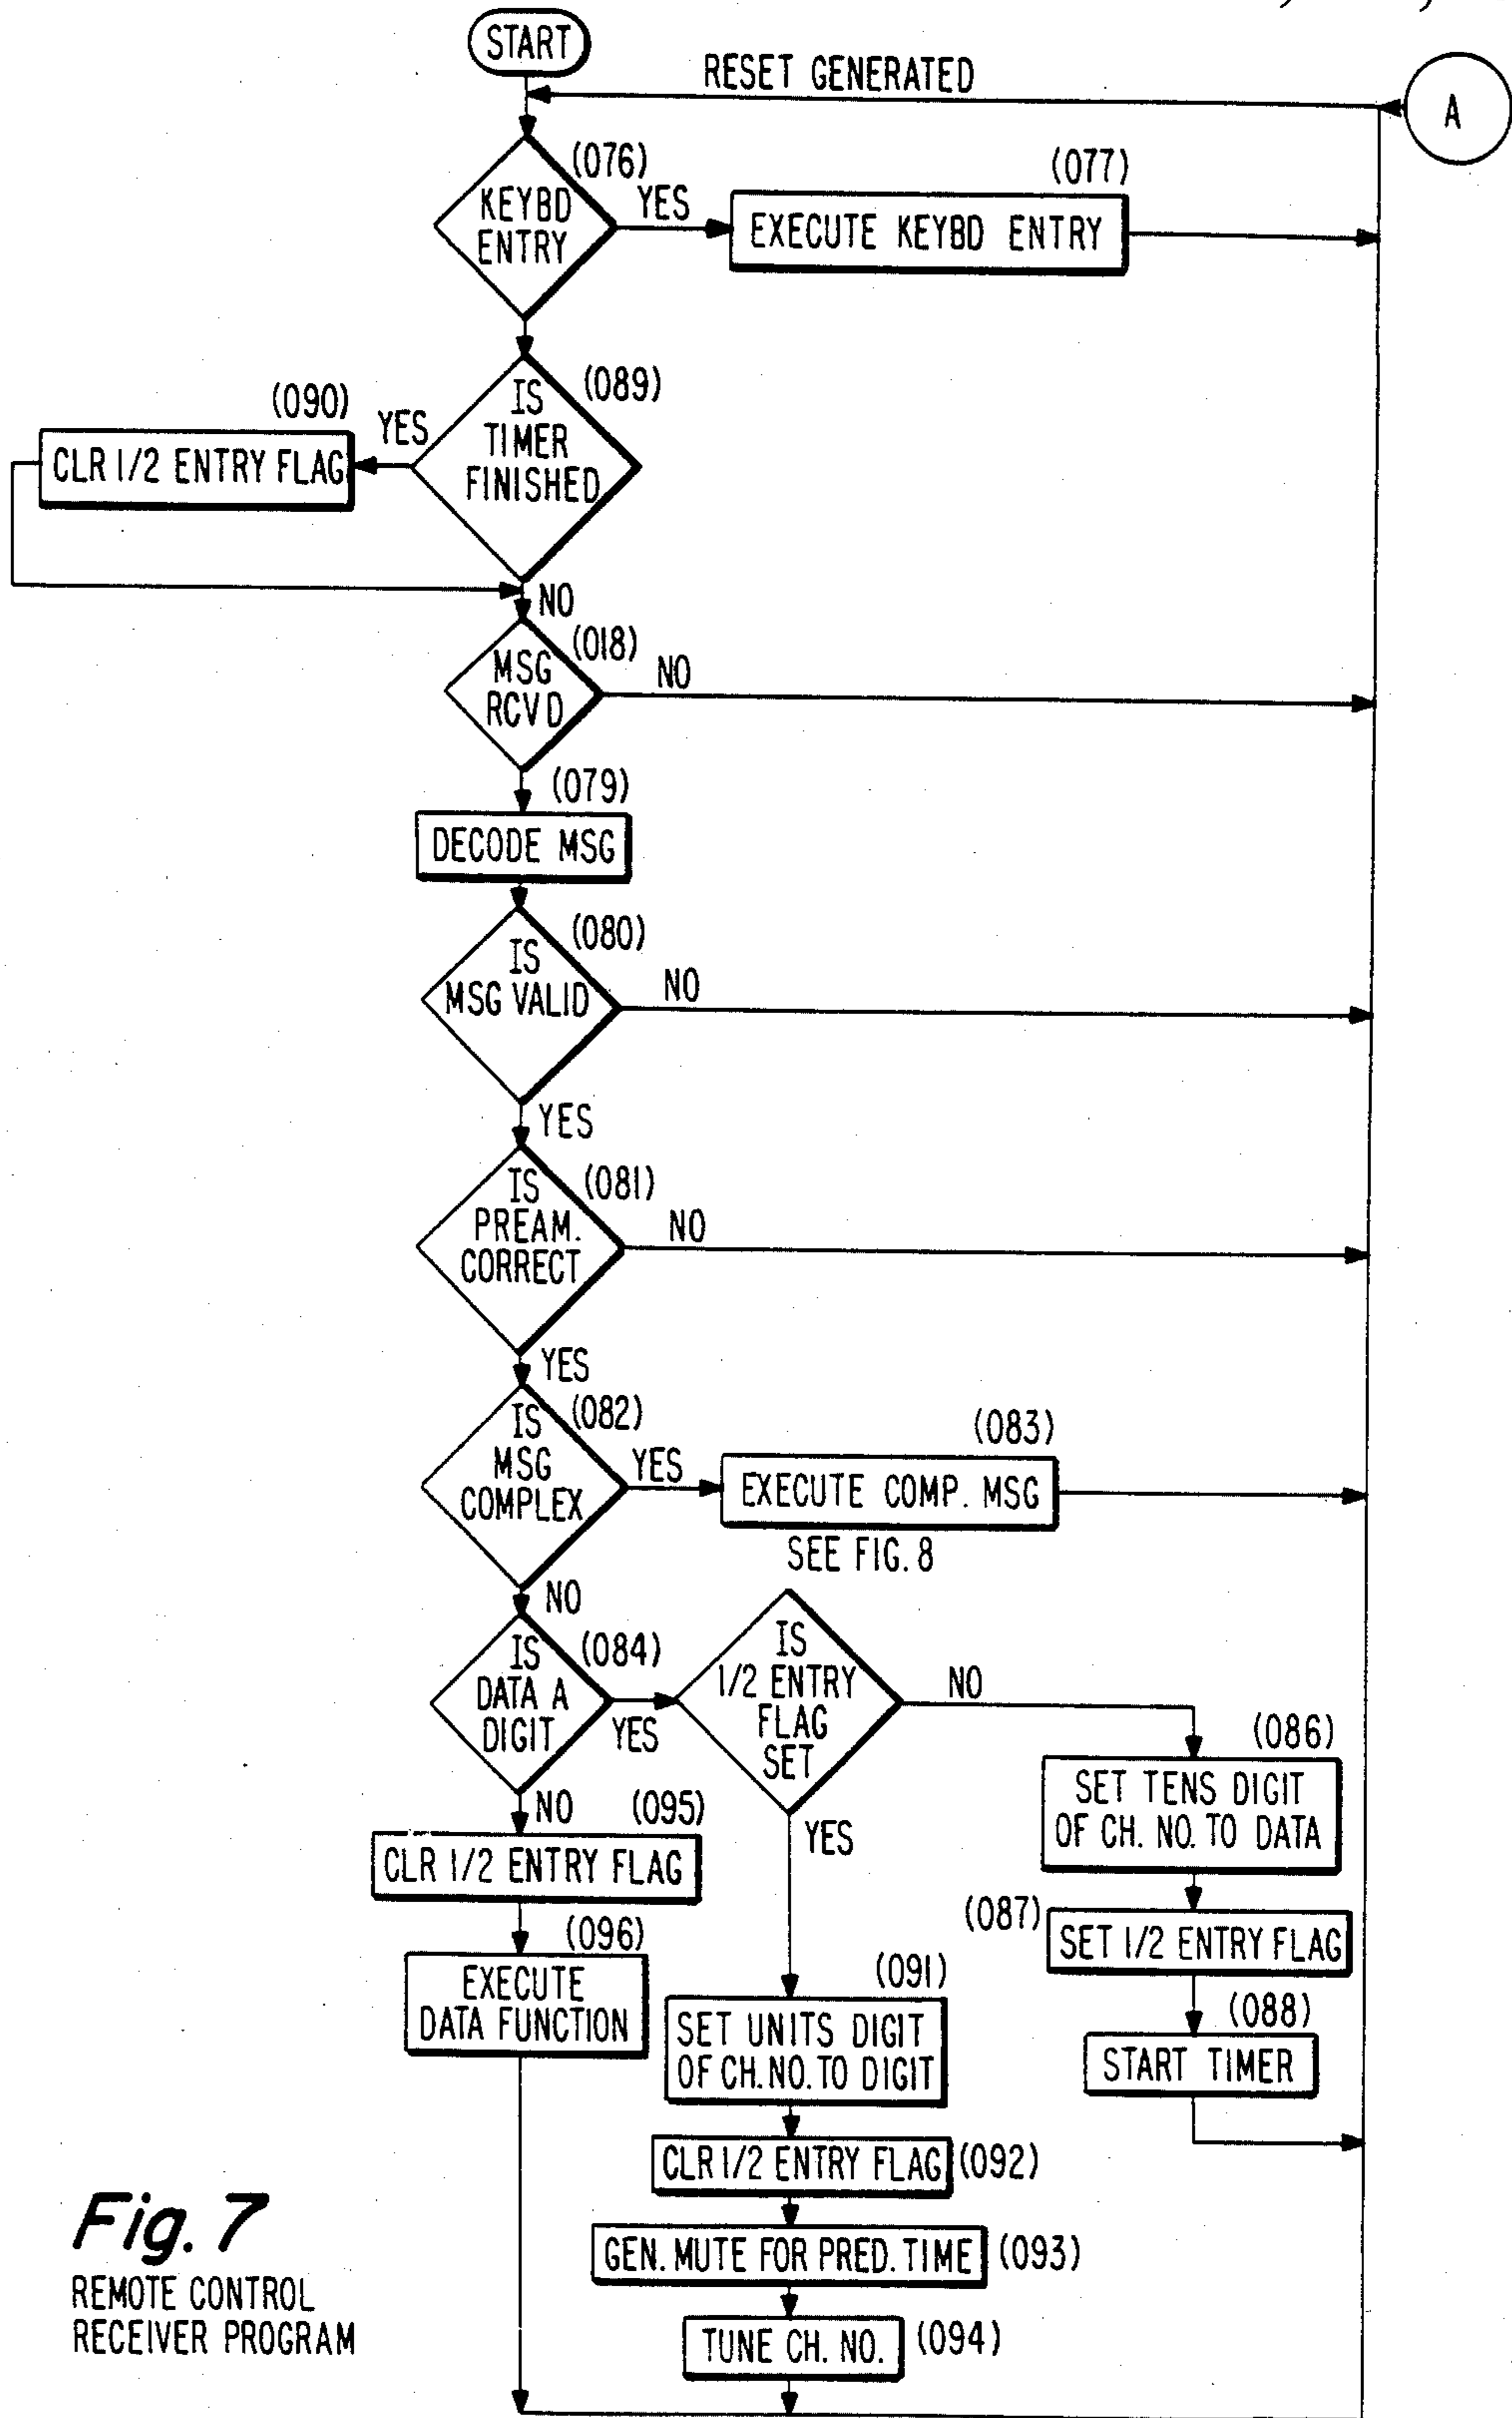 START
RESET GENERATED
A
(076)
KEYBD
ENTRY
YES
(077)
EXECUTE KEYBD ENTRY
IS
TIMER
FINISHED
(089)
(090)
YES
CLR 1/2 ENTRY FLAG
NO
MSG
RCVD
(018)
NO
(079)
DECODE MSG
IS
MSG VALID
(080)
NO
YES
IS
PREAM.
CORRECT
(081)
NO
YES
IS
MSG
COMPLEX
(082)
YES
(083)
EXECUTE COMP. MSG
SEE FIG. 8
NO
IS
DATA A
DIGIT
(084)
YES
IS
1/2 ENTRY
FLAG
SET
NO
(086)
SET TENS DIGIT
OF CH. NO. TO DATA
(087)
SET 1/2 ENTRY FLAG
(088)
START TIMER
NO
(095)
CLR 1/2 ENTRY FLAG
(096)
EXECUTE
DATA FUNCTION
YES
(091)
SET UNITS DIGIT
OF CH. NO. TO DIGIT
CLR 1/2 ENTRY FLAG (092)
GEN. MUTE FOR PRED. TIME (093)
TUNE CH. NO. (094)
Fig. 7
REMOTE CONTROL
RECEIVER PROGRAM